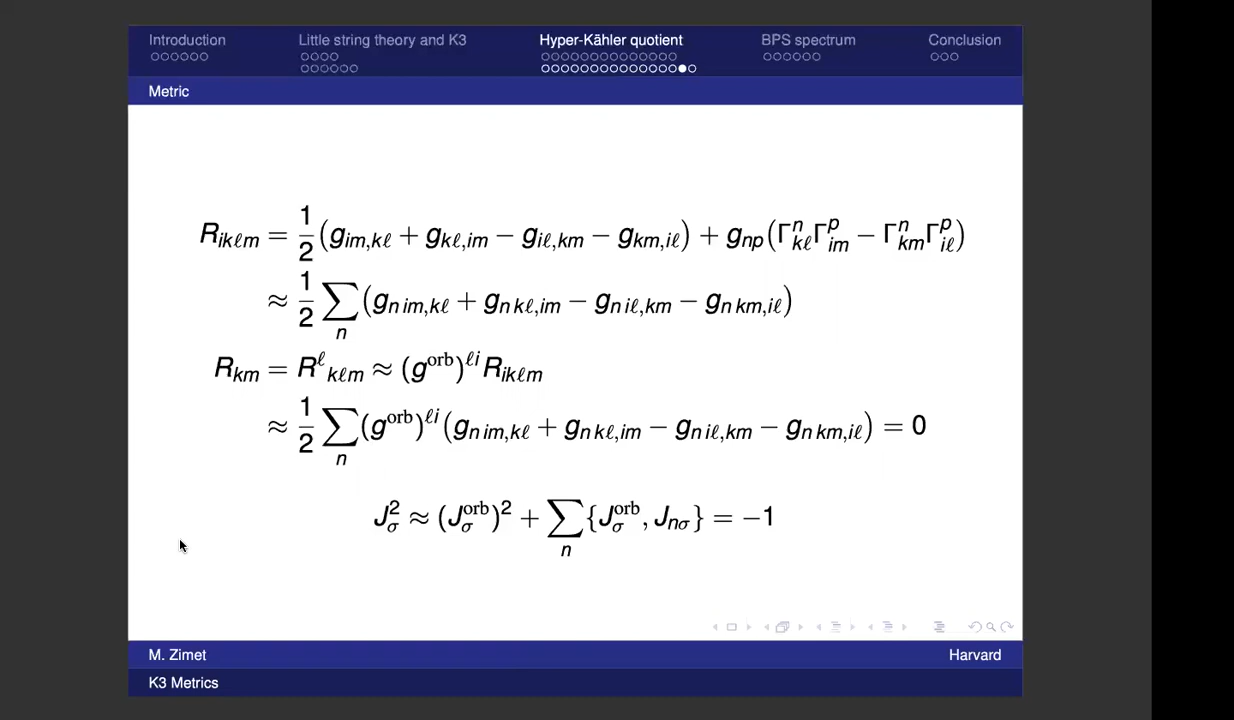 Introduction Little string theory and K3 Hyper-Kähler quotient BPS spectrum Conclusion
Metric
R_{ikℓm} = 1/2 (g_{im,kℓ} + g_{kℓ,im} − g_{iℓ,km} − g_{km,iℓ}) + g_{np}(Γ^n_{kℓ}Γ^p_{im} − Γ^n_{km}Γ^p_{iℓ})
≈ 1/2 ∑_n (g_{n im,kℓ} + g_{n kℓ,im} − g_{n iℓ,km} − g_{n km,iℓ})
R_{km} = R^ℓ_{kℓm} ≈ (g^{orb})^{ℓi} R_{ikℓm}
≈ 1/2 ∑_n (g^{orb})^{ℓi} (g_{n im,kℓ} + g_{n kℓ,im} − g_{n iℓ,km} − g_{n km,iℓ}) = 0
J^2_σ ≈ (J^{orb}_σ)^2 + ∑_n {J^{orb}_σ, J_{nσ}} = −1
M. Zimet Harvard
K3 Metrics